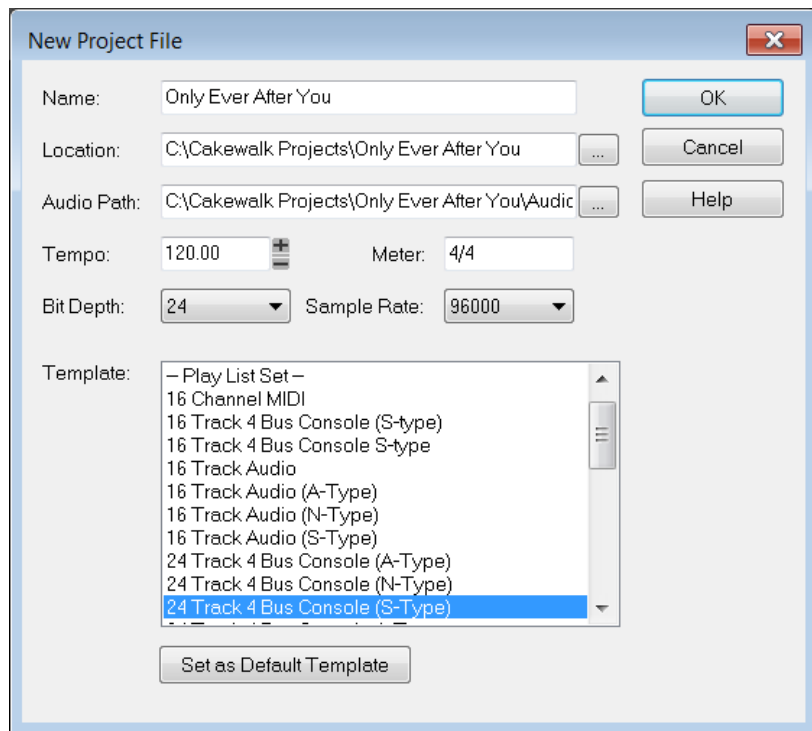 New Project File
Name: Only Ever After You OK
Location: C:\Cakewalk Projects\Only Ever After You ... Cancel
Audio Path: C:\Cakewalk Projects\Only Ever After You\Audio ... Help
Tempo: 120.00 Meter: 4/4
Bit Depth: 24 Sample Rate: 96000
Template:
-- Play List Set --
16 Channel MIDI
16 Track 4 Bus Console (S-type)
16 Track 4 Bus Console S-type
16 Track Audio
16 Track Audio (A-Type)
16 Track Audio (N-Type)
16 Track Audio (S-Type)
24 Track 4 Bus Console (A-Type)
24 Track 4 Bus Console (N-Type)
24 Track 4 Bus Console (S-Type)
Set as Default Template